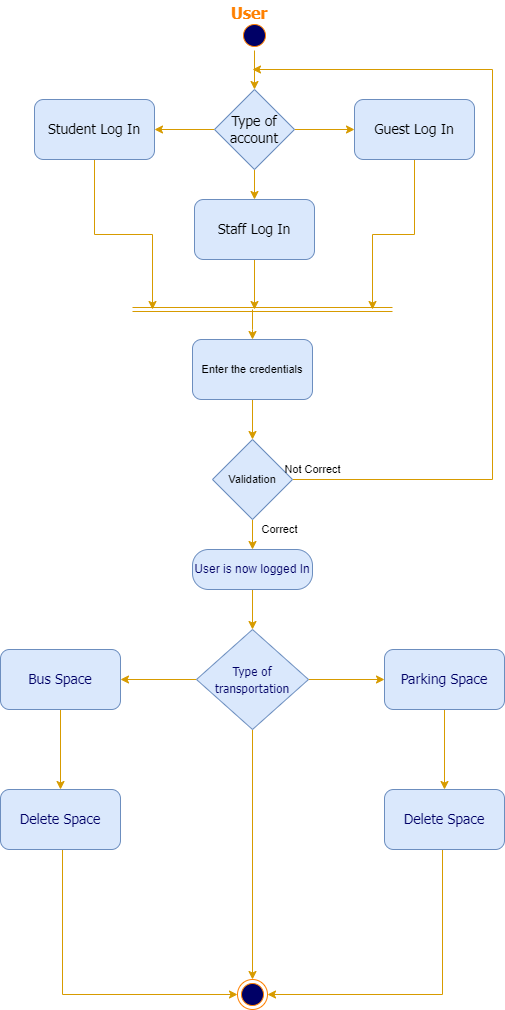 User
Type of
account
Student Log In
Guest Log In
Staff Log In
Enter the credentials
Validation
Not Correct
Correct
User is now logged In
Type of
transportation
Bus Space
Parking Space
Delete Space
Delete Space